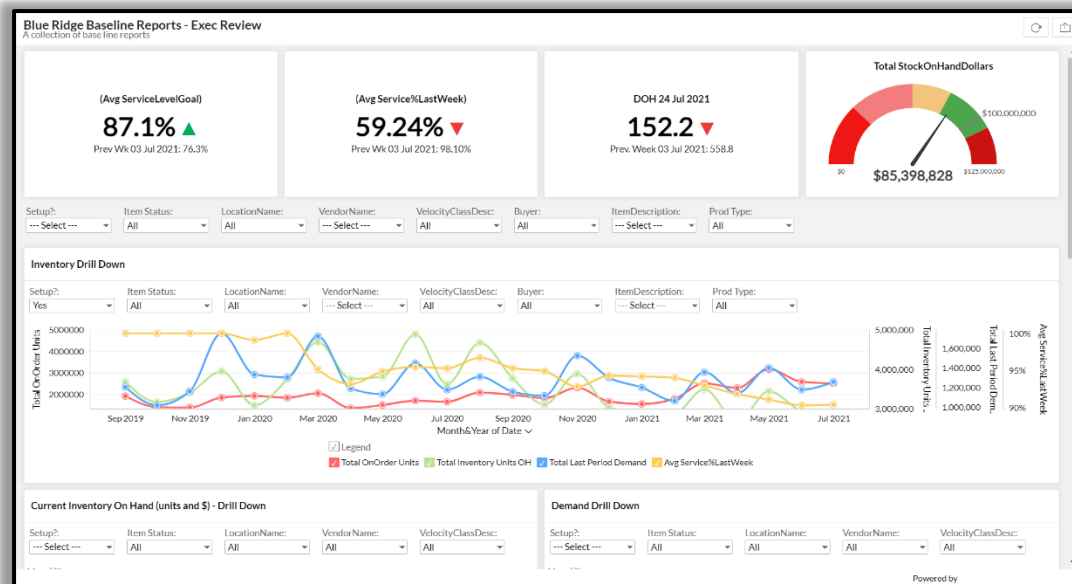 Blue Ridge Baseline Reports - Exec Review
A collection of base line reports
(Avg ServiceLevelGoal)
87.1%
Prev Wk 03 Jul 2021: 76.3%
(Avg Service%LastWeek)
59.24%
Prev Wk 03 Jul 2021: 98.10%
DOH 24 Jul 2021
152.2
Prev. Week 03 Jul 2021: 558.8
Total StockOnHandDollars
$100,000,000
$0
$85,398,828
$125,000,000
Setup?: Item Status: LocationName: VendorName: VelocityClassDesc: Buyer: ItemDescription: Prod Type:
--- Select --- All All --- Select --- All All --- Select --- All
Inventory Drill Down
Setup?: Item Status: LocationName: VendorName: VelocityClassDesc: Buyer: ItemDescription: Prod Type:
Yes All All --- Select --- All All --- Select --- All
Total OnOrder Units
5000000
4000000
3000000
2000000
5,000,000
4,000,000
3,000,000
Total Inventory Units ..
1,600,000
1,400,000
1,200,000
1,000,000
Total Last Period Dem..
100%
95%
90%
Avg Service%LastWeek
Sep 2019 Nov 2019 Jan 2020 Mar 2020 May 2020 Jul 2020 Sep 2020 Nov 2020 Jan 2021 Mar 2021 May 2021 Jul 2021
Month&Year of Date
Legend
Total OnOrder Units Total Inventory Units OH Total Last Period Demand Avg Service%LastWeek
Current Inventory On Hand (units and $) - Drill Down
Setup?: Item Status: LocationName: VendorName: VelocityClassDesc:
--- Select --- All All All All
Demand Drill Down
Setup?: Item Status: LocationName: VendorName: VelocityClassDesc:
--- Select --- All All All All
Powered by